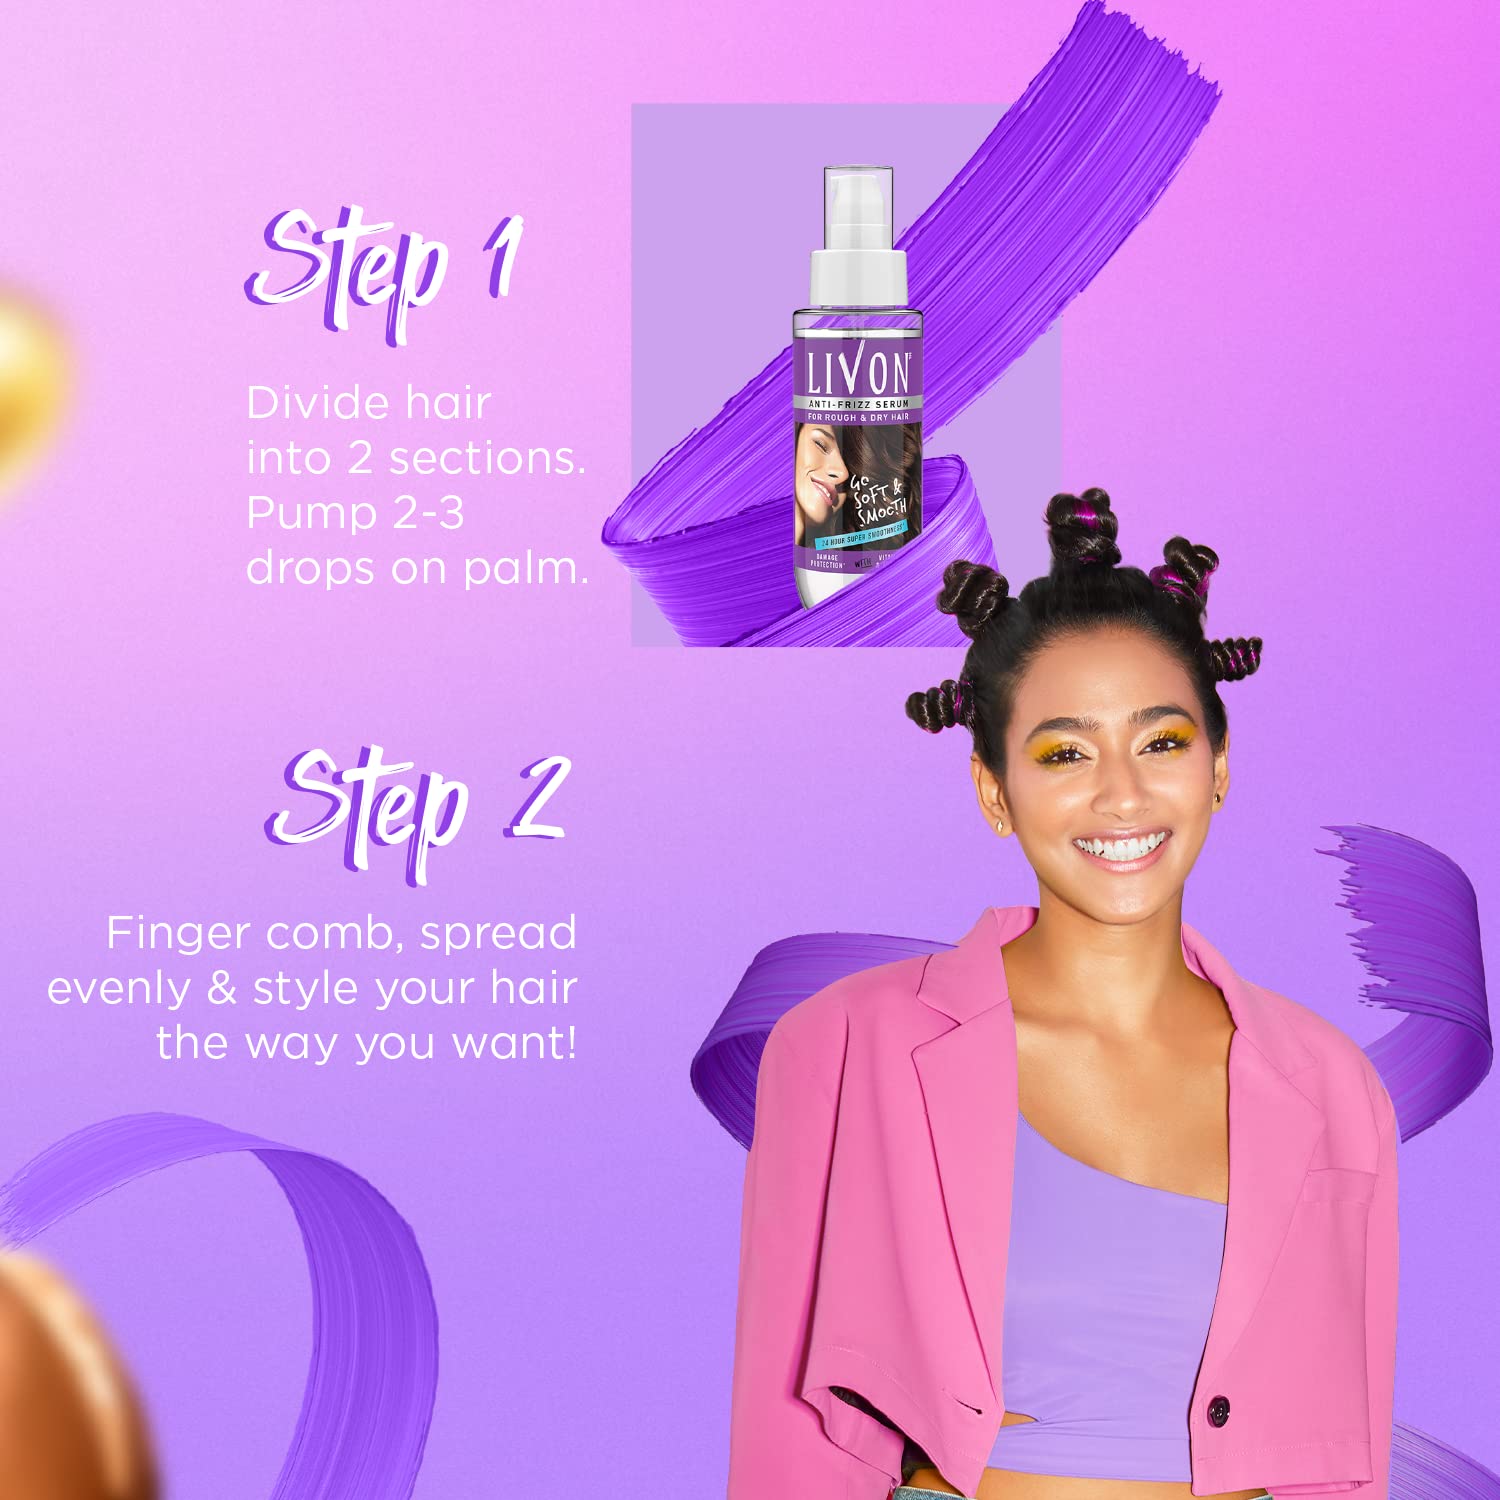 Step 1
Divide hair
into 2 sections.
Pump 2-3
drops on palm.
LIVON
ANTI-FRIZZ SERUM
FOR ROUGH & DRY HAIR
GO
SOFT &
SMOOTH
24 HOUR SUPER SMOOTHNESS*
DAMAGE
PROTECTION*
WITH
Step 2
Finger comb, spread
evenly & style your hair
the way you want!